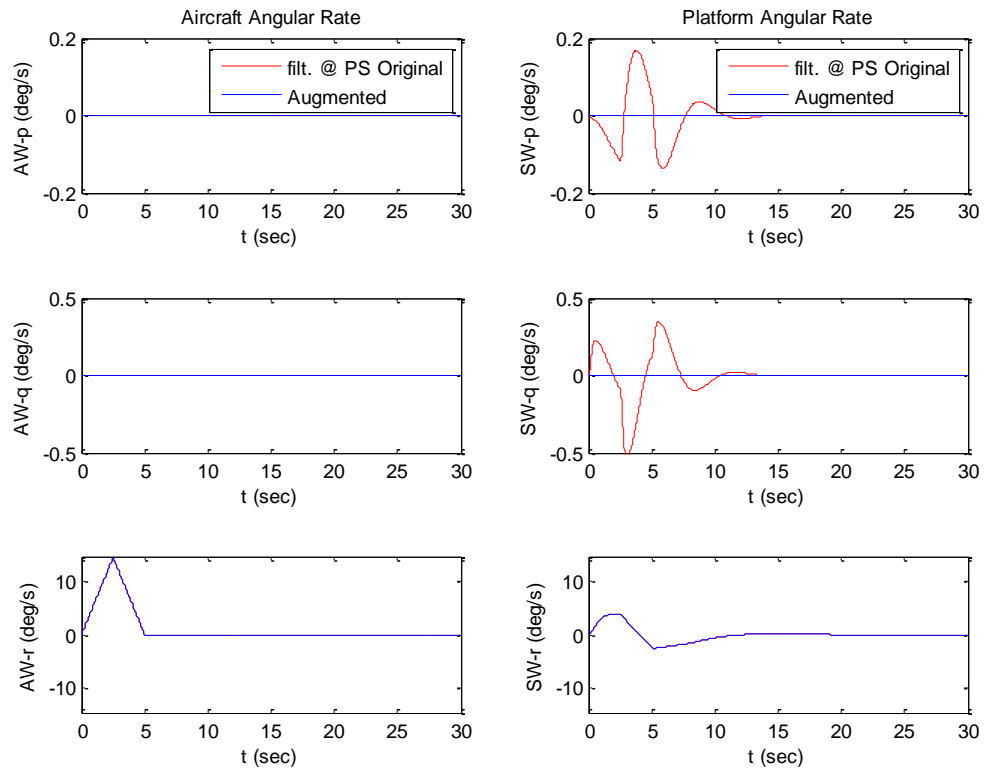 Aircraft Angular Rate
0.2
filt. @ PS Original
Augmented
AW-p (deg/s)
0
-0.2
0 5 10 15 20 25 30
t (sec)
Platform Angular Rate
0.2
filt. @ PS Original
Augmented
SW-p (deg/s)
0
-0.2
0 5 10 15 20 25 30
t (sec)
0.5
AW-q (deg/s)
0
-0.5
0 5 10 15 20 25 30
t (sec)
0.5
SW-q (deg/s)
0
-0.5
0 5 10 15 20 25 30
t (sec)
10
AW-r (deg/s)
0
-10
0 5 10 15 20 25 30
t (sec)
10
SW-r (deg/s)
0
-10
0 5 10 15 20 25 30
t (sec)